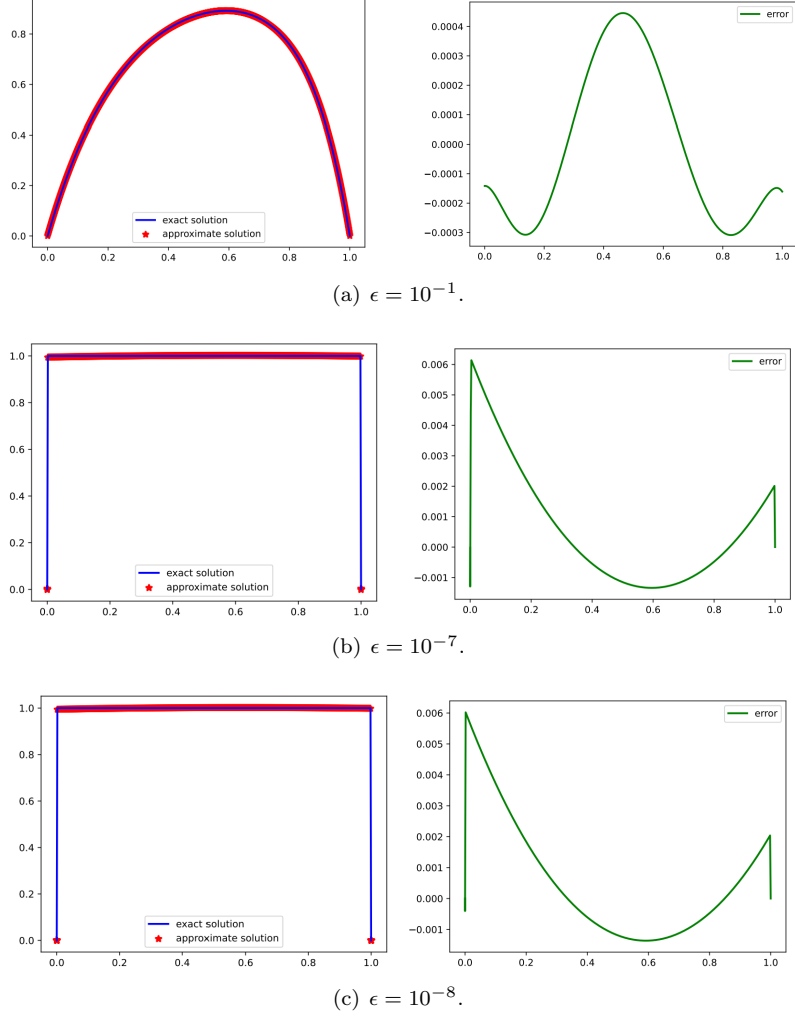 0.8
0.6
0.4
0.2
0.0
0.0 0.2 0.4 0.6 0.8 1.0
exact solution
approximate solution
error
0.0004
0.0003
0.0002
0.0001
0.0000
−0.0001
−0.0002
−0.0003
0.0 0.2 0.4 0.6 0.8 1.0
(a) ϵ = 10⁻¹.
1.0
0.8
0.6
0.4
0.2
0.0
0.0 0.2 0.4 0.6 0.8 1.0
exact solution
approximate solution
error
0.006
0.005
0.004
0.003
0.002
0.001
0.000
−0.001
0.0 0.2 0.4 0.6 0.8 1.0
(b) ϵ = 10⁻⁷.
1.0
0.8
0.6
0.4
0.2
0.0
0.0 0.2 0.4 0.6 0.8 1.0
exact solution
approximate solution
error
0.006
0.005
0.004
0.003
0.002
0.001
0.000
−0.001
0.0 0.2 0.4 0.6 0.8 1.0
(c) ϵ = 10⁻⁸.